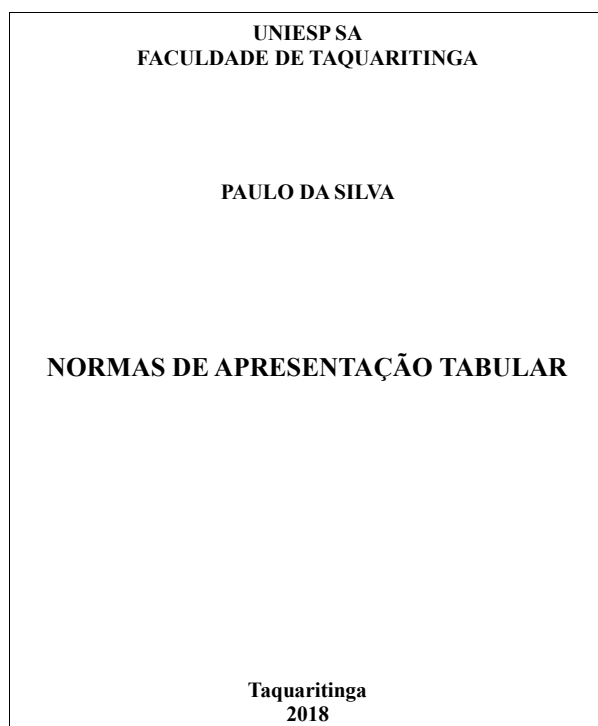 UNIESP SA
FACULDADE DE TAQUARITINGA
PAULO DA SILVA
NORMAS DE APRESENTAÇÃO TABULAR
Taquaritinga
2018